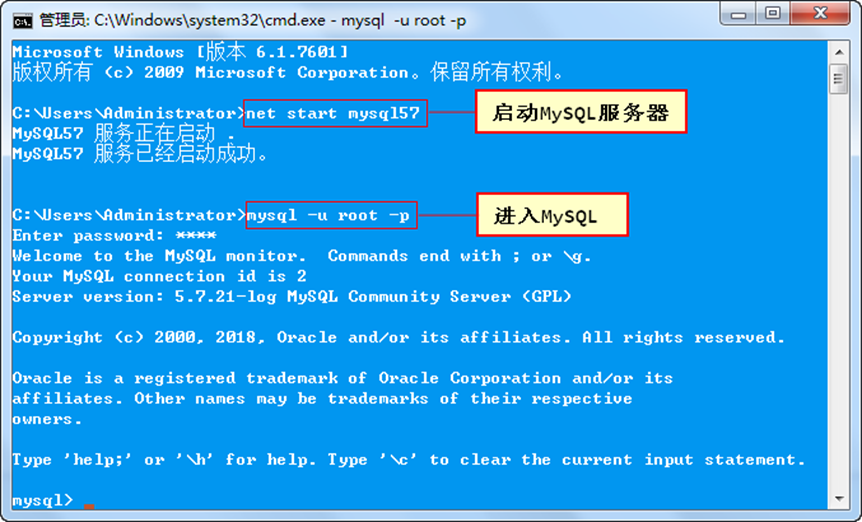 管理员: C:\Windows\system32\cmd.exe - mysql -u root -p
Microsoft Windows [版本 6.1.7601]
版权所有 (c) 2009 Microsoft Corporation。保留所有权利。
C:\Users\Administrator>net start mysql57
启动MySQL服务器
MySQL57 服务正在启动 .
MySQL57 服务已经启动成功。
C:\Users\Administrator>mysql -u root -p
进入MySQL
Enter password: ****
Welcome to the MySQL monitor.  Commands end with ; or \g.
Your MySQL connection id is 2
Server version: 5.7.21-log MySQL Community Server (GPL)
Copyright (c) 2000, 2018, Oracle and/or its affiliates. All rights reserved.
Oracle is a registered trademark of Oracle Corporation and/or its
affiliates. Other names may be trademarks of their respective
owners.
Type 'help;' or '\h' for help. Type '\c' to clear the current input statement.
mysql>